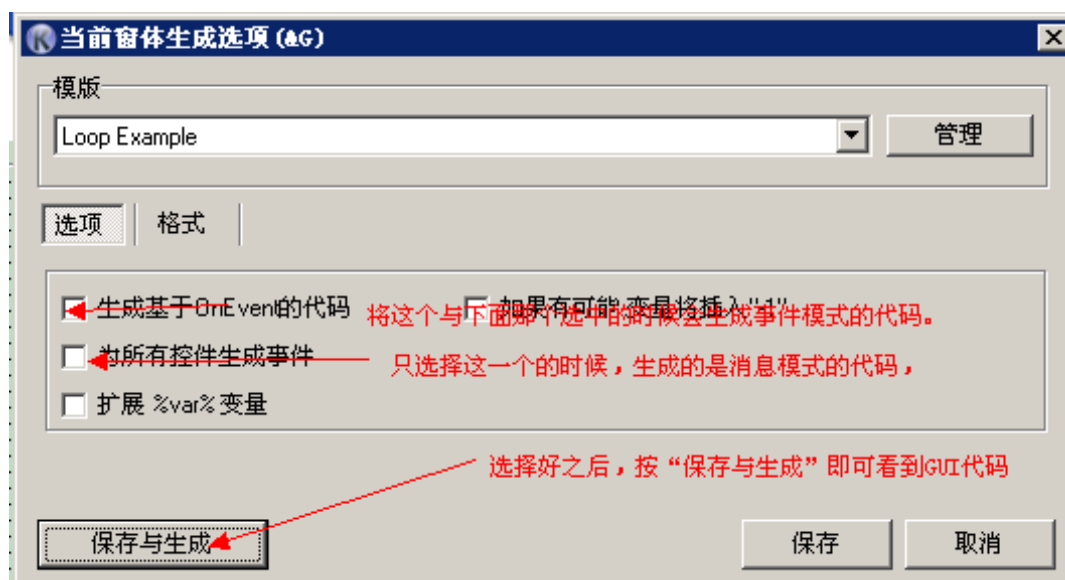 当前窗体生成选项(&G)
模版
Loop Example
管理
选项
格式
生成基于OnEvent的代码
如果有可能,变量将插入"-1"
将这个与下面那个选中的时候会生成事件模式的代码。
为所有控件生成事件
只选择这一个的时候，生成的是消息模式的代码，
扩展 %var% 变量
选择好之后，按“保存与生成”即可看到GUI代码
保存与生成
保存
取消